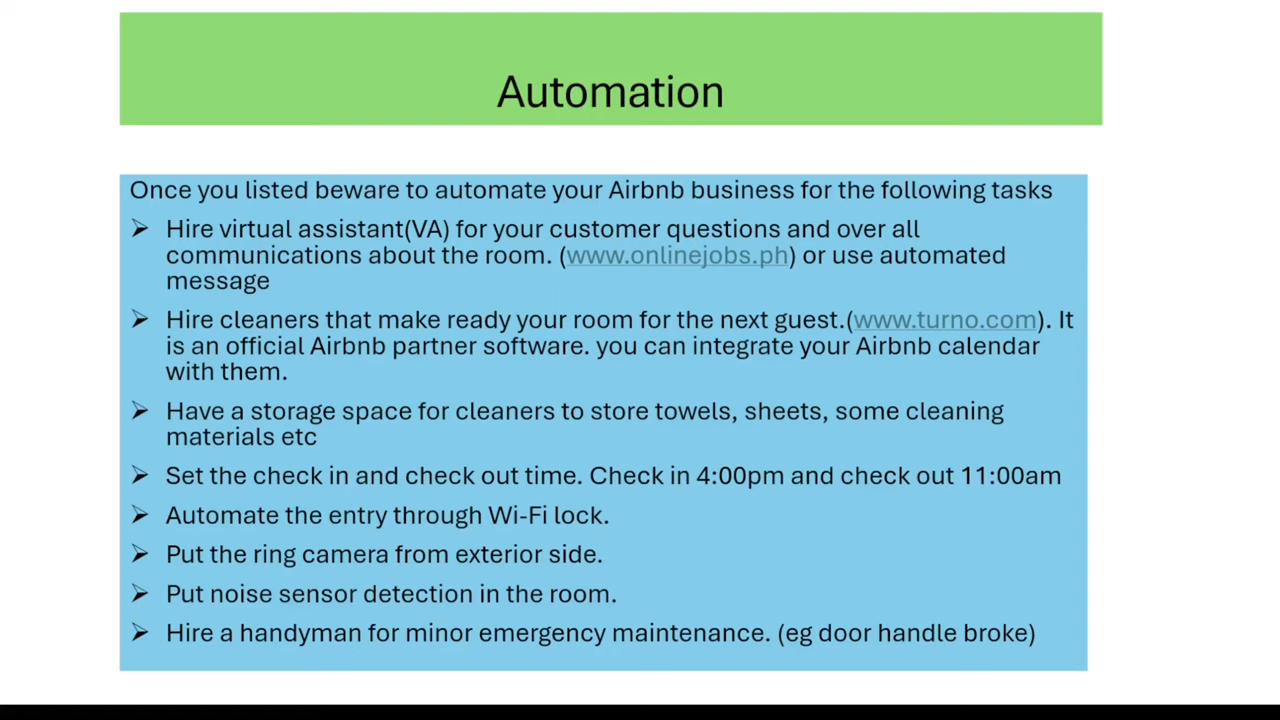 Automation
Once you listed beware to automate your Airbnb business for the following tasks
➢ Hire virtual assistant(VA) for your customer questions and over all
communications about the room. (www.onlinejobs.ph) or use automated
message
➢ Hire cleaners that make ready your room for the next guest.(www.turno.com). It
is an official Airbnb partner software. you can integrate your Airbnb calendar
with them.
➢ Have a storage space for cleaners to store towels, sheets, some cleaning
materials etc
➢ Set the check in and check out time. Check in 4:00pm and check out 11:00am
➢ Automate the entry through Wi-Fi lock.
➢ Put the ring camera from exterior side.
➢ Put noise sensor detection in the room.
➢ Hire a handyman for minor emergency maintenance. (eg door handle broke)